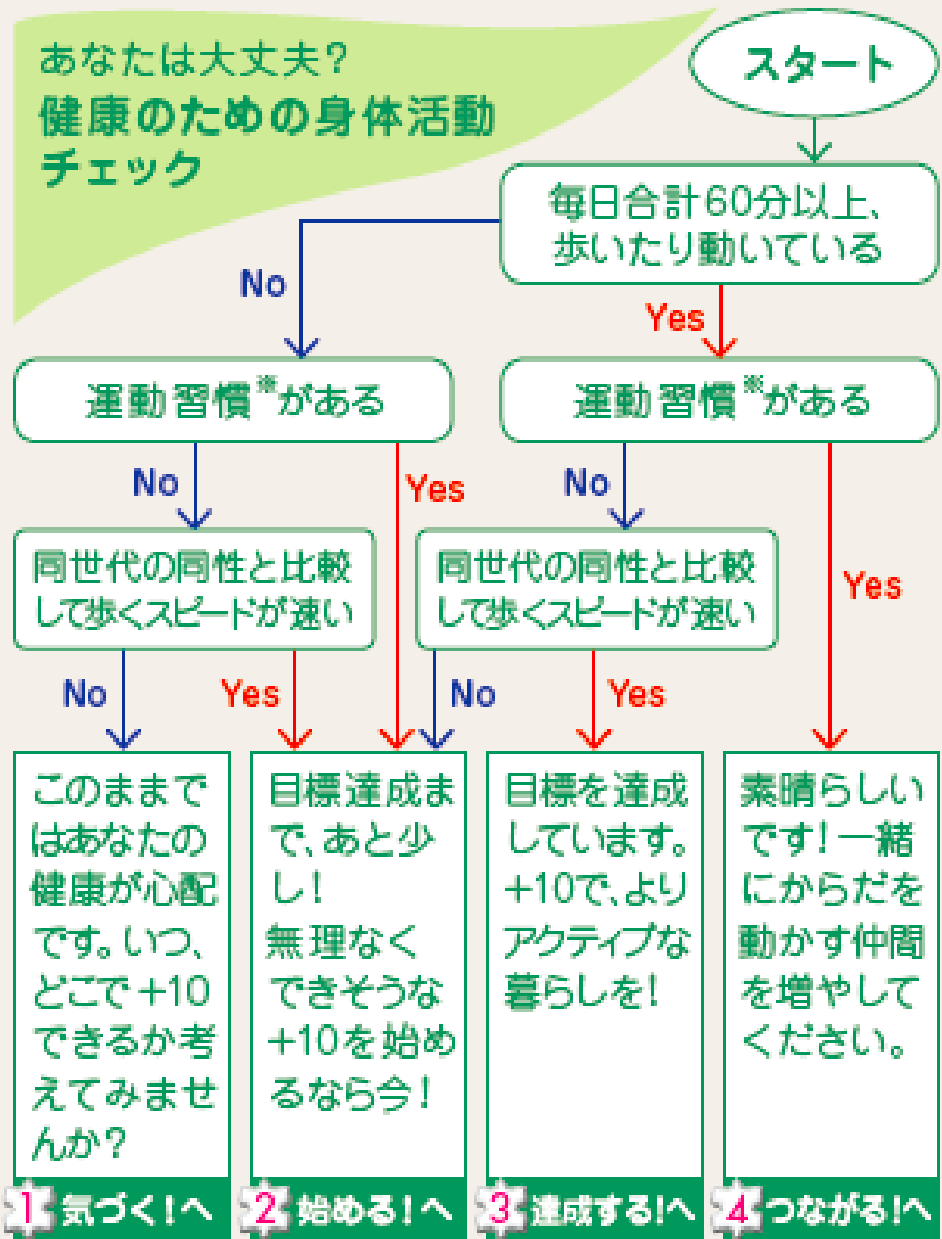 あなたは大丈夫?
健康のための身体活動
チェック
スタート
毎日合計60分以上、
歩いたり動いている
No
Yes
運動習慣※がある
運動習慣※がある
No
Yes
No
Yes
同世代の同性と比較
して歩くスピードが速い
同世代の同性と比較
して歩くスピードが速い
No
Yes
No
Yes
このままで
はあなたの
健康が心配
です。いつ、
どこで+10
できるか考
えてみませ
んか?
1 気づく!へ
目標達成ま
で、あと少
し!
無理なく
できそうな
+10を始め
るなら今!
2 始める!へ
目標を達成
しています。
+10で、より
アクティブな
暮らしを!
3 達成する!へ
素晴らしい
です!一緒
にからだを
動かす仲間
を増やして
ください。
4 つながる!へ